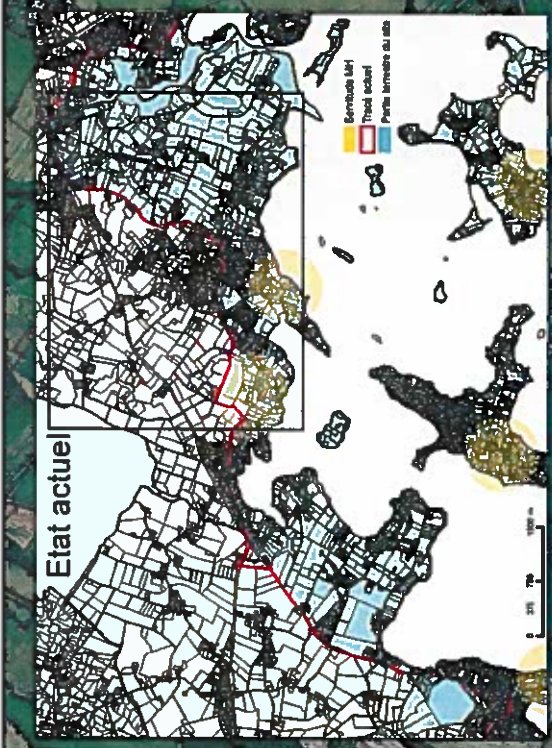 Etat actuel
Servitude MH
Tracé actuel
Partie terrestre du site
0 375 750 1500 m